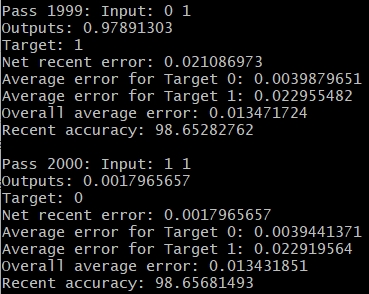 Pass 1999: Input: 0 1
Outputs: 0.97891303
Target: 1
Net recent error: 0.021086973
Average error for Target 0: 0.0039879651
Average error for Target 1: 0.022955482
Overall average error: 0.013471724
Recent accuracy: 98.65282762
Pass 2000: Input: 1 1
Outputs: 0.0017965657
Target: 0
Net recent error: 0.0017965657
Average error for Target 0: 0.0039441371
Average error for Target 1: 0.022919564
Overall average error: 0.013431851
Recent accuracy: 98.65681493